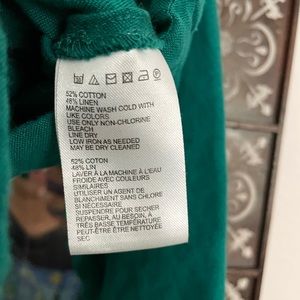 52% COTTON
48% LINEN
MACHINE WASH COLD WITH
LIKE COLORS
USE ONLY NON-CHLORINE
BLEACH
LINE DRY
LOW IRON AS NEEDED
MAY BE DRY CLEANED
52% COTON
48% LIN
LAVER À LA MACHINE À L'EAU
FROIDE AVEC COULEURS
SIMILAIRES
UTILISER UN AGENT DE
BLANCHIMENT SANS CHLORE
SI NÉCESSAIRE
SUSPENDRE POUR SECHER
REPASSER, AU BESOIN, À
TRÈS BASSE TEMPÉRATURE
PEUT-ÊTRE ÊTRE NETTOYÉE
SEC